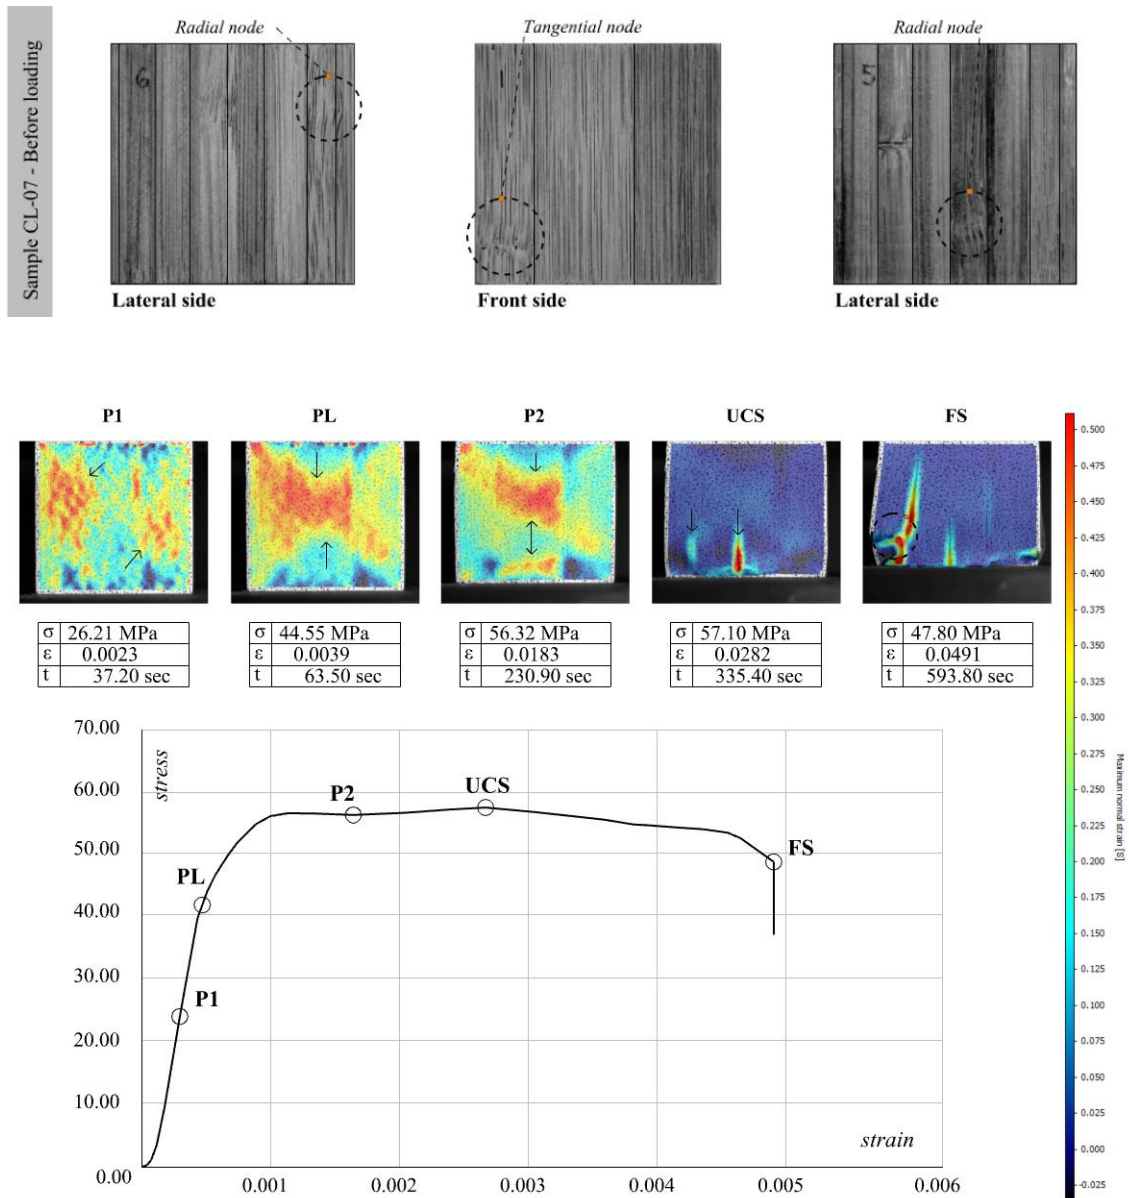 Sample CL-07 - Before loading
Radial node
Tangential node
Radial node
6
5
Lateral side
Front side
Lateral side
P1
PL
P2
UCS
FS
σ 26.21 MPa
ε 0.0023
t 37.20 sec
σ 44.55 MPa
ε 0.0039
t 63.50 sec
σ 56.32 MPa
ε 0.0183
t 230.90 sec
σ 57.10 MPa
ε 0.0282
t 335.40 sec
σ 47.80 MPa
ε 0.0491
t 593.80 sec
0.500
0.475
0.450
0.425
0.400
0.375
0.350
0.325
0.300
0.275
0.250
0.225
0.200
0.175
0.150
0.125
0.100
0.075
0.050
0.025
0.000
-0.025
Maximum normal strain [S]
70.00
60.00
50.00
40.00
30.00
20.00
10.00
0.00
stress
P1
PL
P2
UCS
FS
strain
0.001
0.002
0.003
0.004
0.005
0.006